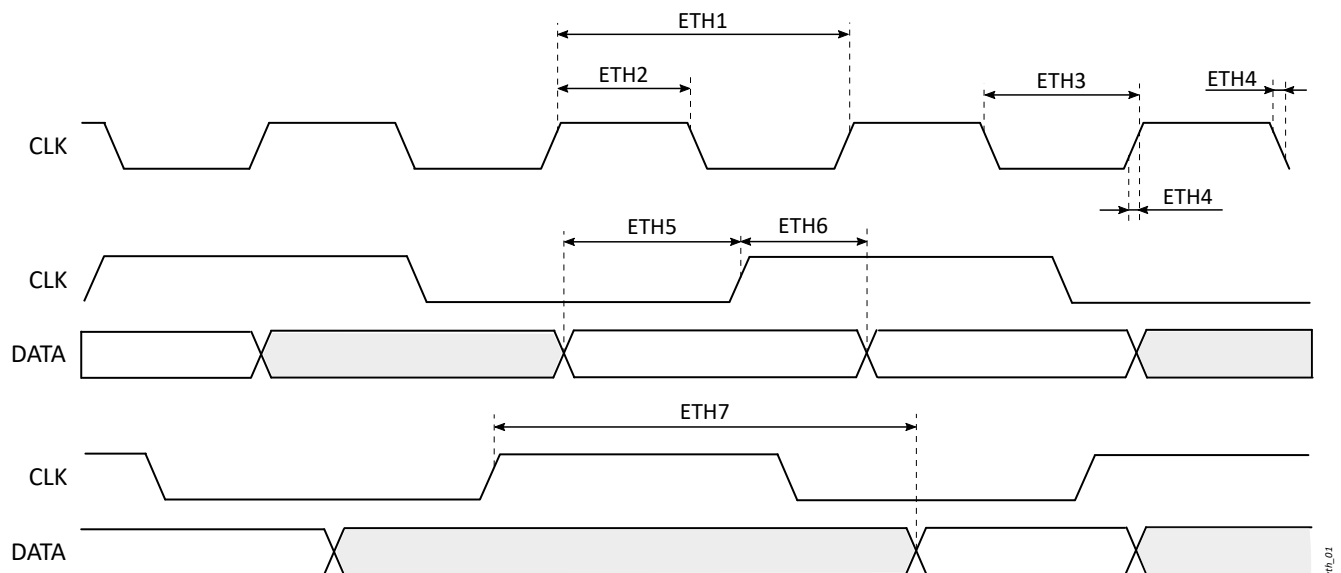 ETH1
ETH2
ETH3
ETH4
CLK
ETH4
ETH5
ETH6
CLK
DATA
ETH7
CLK
DATA